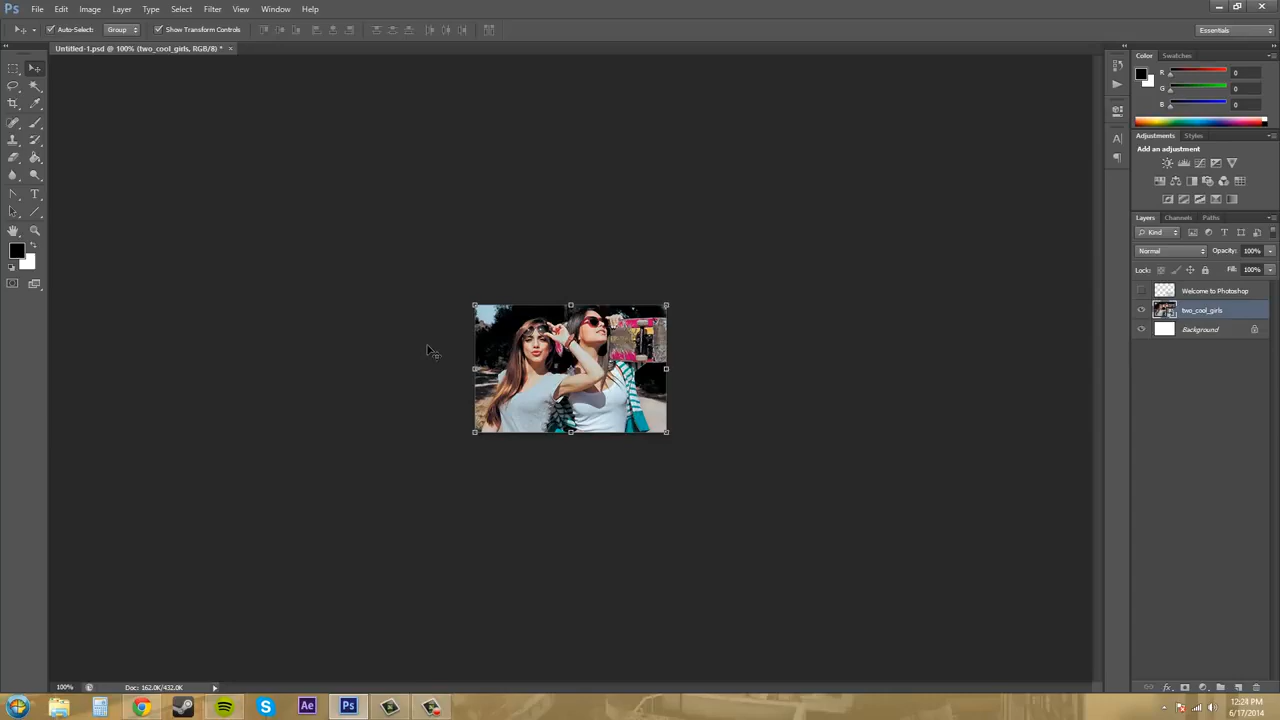 Ps File Edit Image Layer Type Select Filter View Window Help
Auto-Select: Group Show Transform Controls Essentials
Untitled-1.psd @ 100% (two_cool_girls, RGB/8) * ×
Color Swatches
R 0
G 0
B 0
Adjustments Styles
Add an adjustment
Layers Channels Paths
Kind
Normal Opacity: 100%
Lock: Fill: 100%
Welcome to Photoshop
two_cool_girls
Background
100% Doc: 162.0K/432.0K
Ae Ps
12:24 PM
6/17/2014